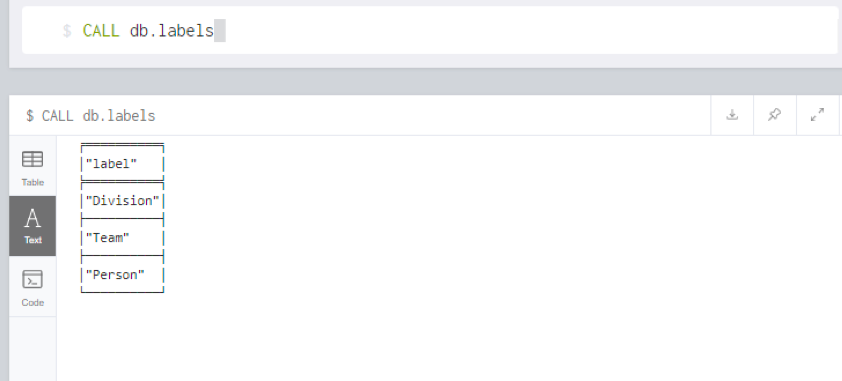 $ CALL db.labels
$ CALL db.labels
"label"
"Division"
"Team"
"Person"
Table
A
Text
Code